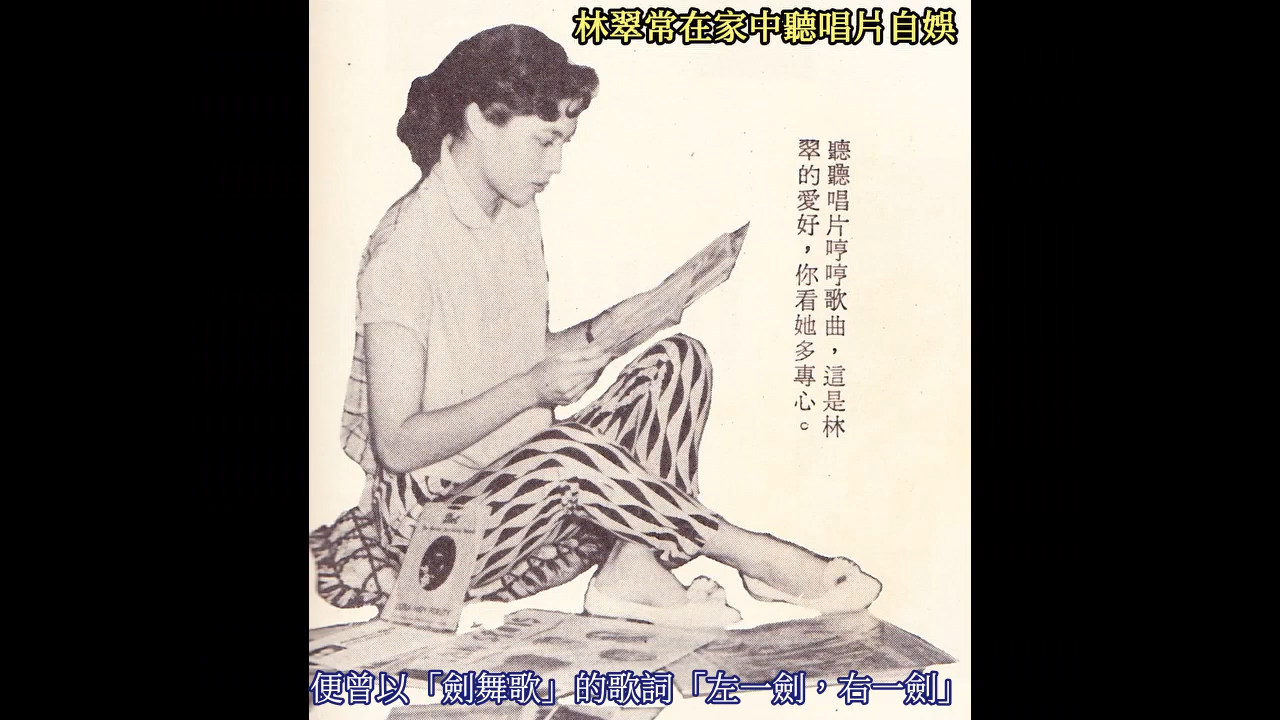 林翠常在家中聽唱片自娛
聽聽唱片哼哼歌曲，這是林
翠的愛好，你看她多專心。
便曾以「劍舞歌」的歌詞「左一劍，右一劍」